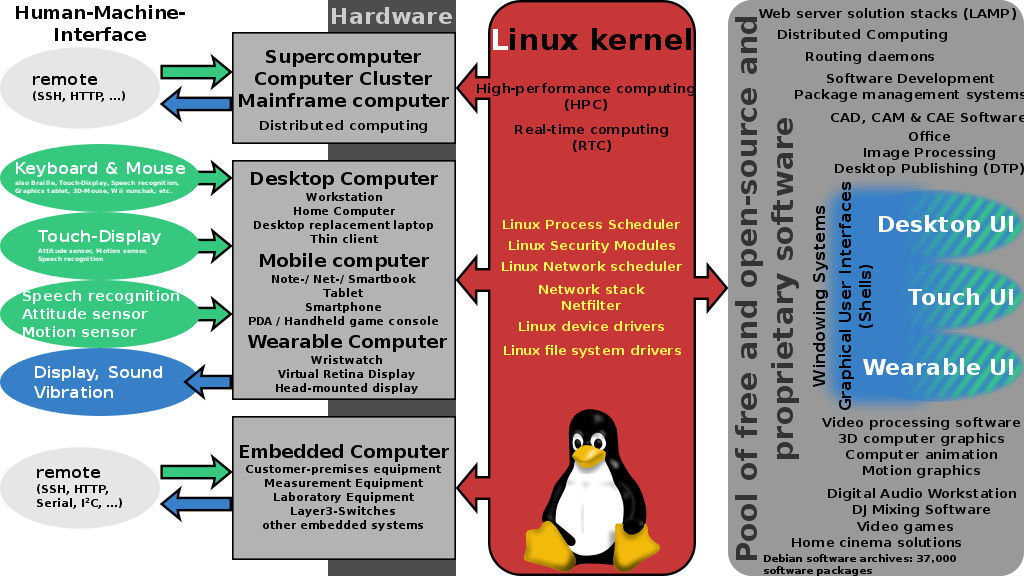 Human-Machine-
Interface
remote
(SSH, HTTP, ...)
Keyboard & Mouse
also Braille, Touch-Display, Speech recognition,
Graphics tablet, 3D-Mouse, Wii nunchak, etc.
Touch-Display
Attitude sensor, Motion sensor,
Speech recognition
Speech recognition
Attitude sensor
Motion sensor
Display, Sound
Vibration
remote
(SSH, HTTP,
Serial, I²C, ...)
Hardware
Supercomputer
Computer Cluster
Mainframe computer
Distributed computing
Desktop Computer
Workstation
Home Computer
Desktop replacement laptop
Thin client
Mobile computer
Note-/ Net-/ Smartbook
Tablet
Smartphone
PDA / Handheld game console
Wearable Computer
Wristwatch
Virtual Retina Display
Head-mounted display
Embedded Computer
Customer-premises equipment
Measurement Equipment
Laboratory Equipment
Layer3-Switches
other embedded systems
Linux kernel
High-performance computing
(HPC)
Real-time computing
(RTC)
Linux Process Scheduler
Linux Security Modules
Linux Network scheduler
Network stack
Netfilter
Linux device drivers
Linux file system drivers
Pool of free and open-source and
proprietary software
Web server solution stacks (LAMP)
Distributed Computing
Routing daemons
Software Development
Package management systems
CAD, CAM & CAE Software
Office
Image Processing
Desktop Publishing (DTP)
Windowing Systems
Graphical User Interfaces
(Shells)
Desktop UI
Touch UI
Wearable UI
Video processing software
3D computer graphics
Computer animation
Motion graphics
Digital Audio Workstation
DJ Mixing Software
Video games
Home cinema solutions
Debian software archives: 37,000
software packages